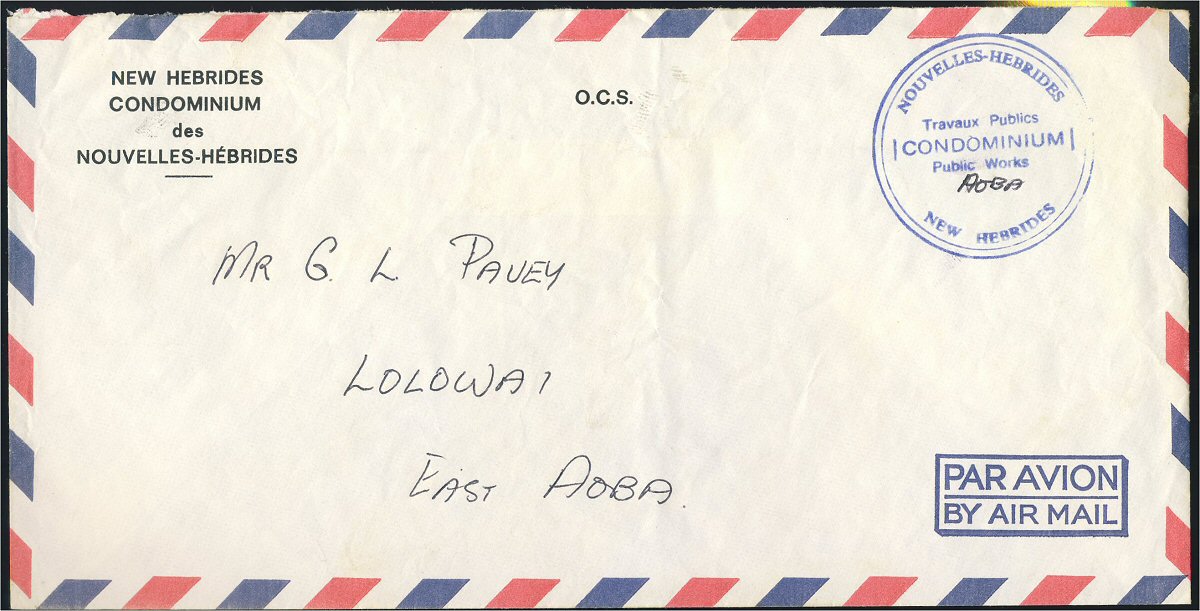 NEW HEBRIDES
CONDOMINIUM
des
NOUVELLES-HÉBRIDES
O.C.S.
NOUVELLES-HEBRIDES
Travaux Publics
CONDOMINIUM
Public Works
AOBA
NEW HEBRIDES
MR G. L PAVEY
LOLOWAI
EAST AOBA.
PAR AVION
BY AIR MAIL